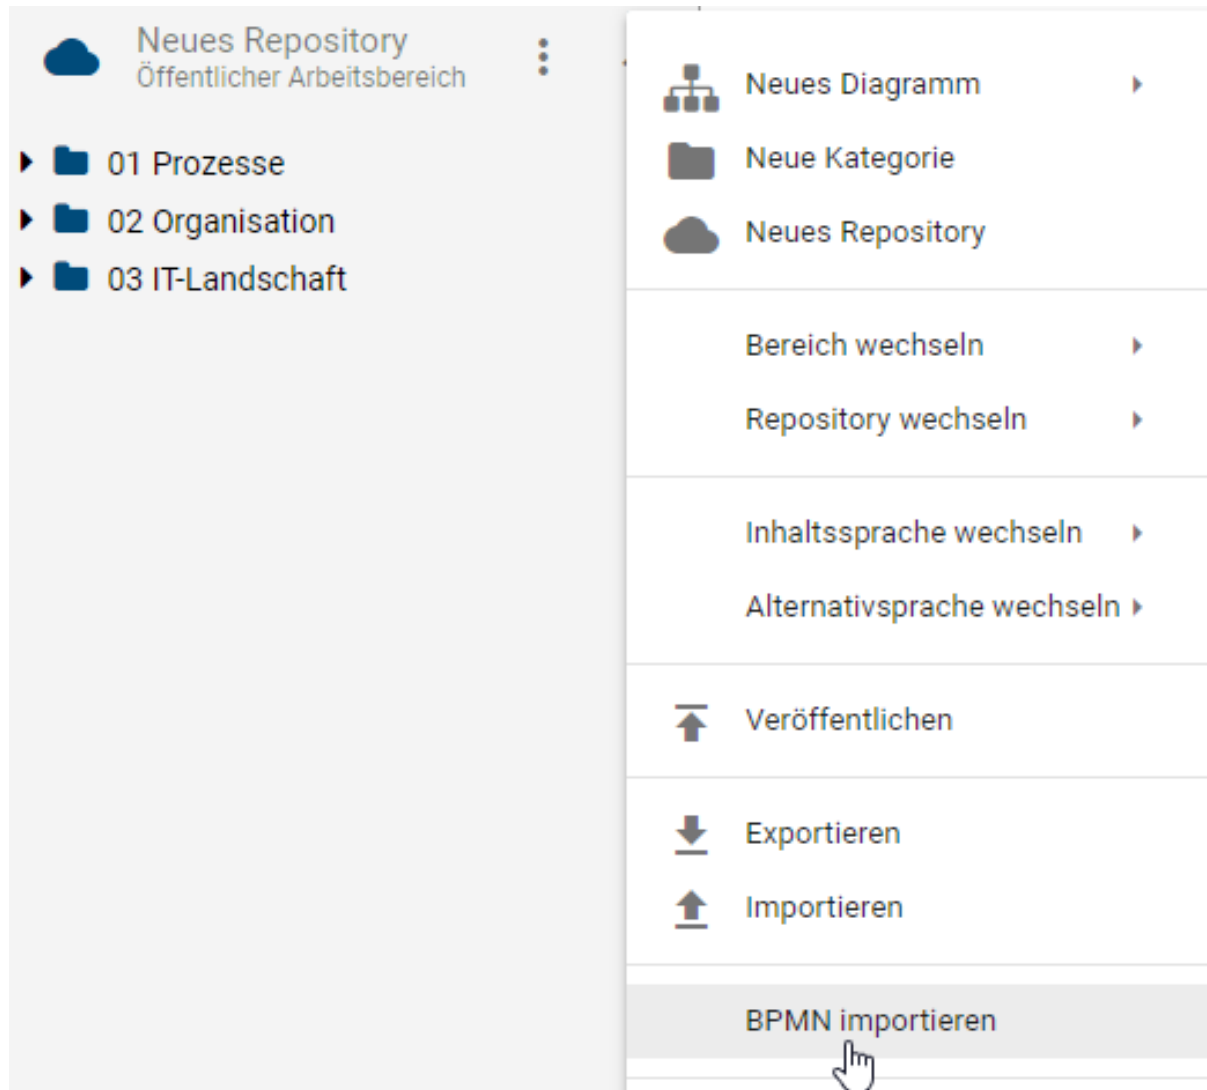 Neues Repository
Öffentlicher Arbeitsbereich
01 Prozesse
02 Organisation
03 IT-Landschaft
Neues Diagramm
Neue Kategorie
Neues Repository
Bereich wechseln
Repository wechseln
Inhaltssprache wechseln
Alternativsprache wechseln
Veröffentlichen
Exportieren
Importieren
BPMN importieren